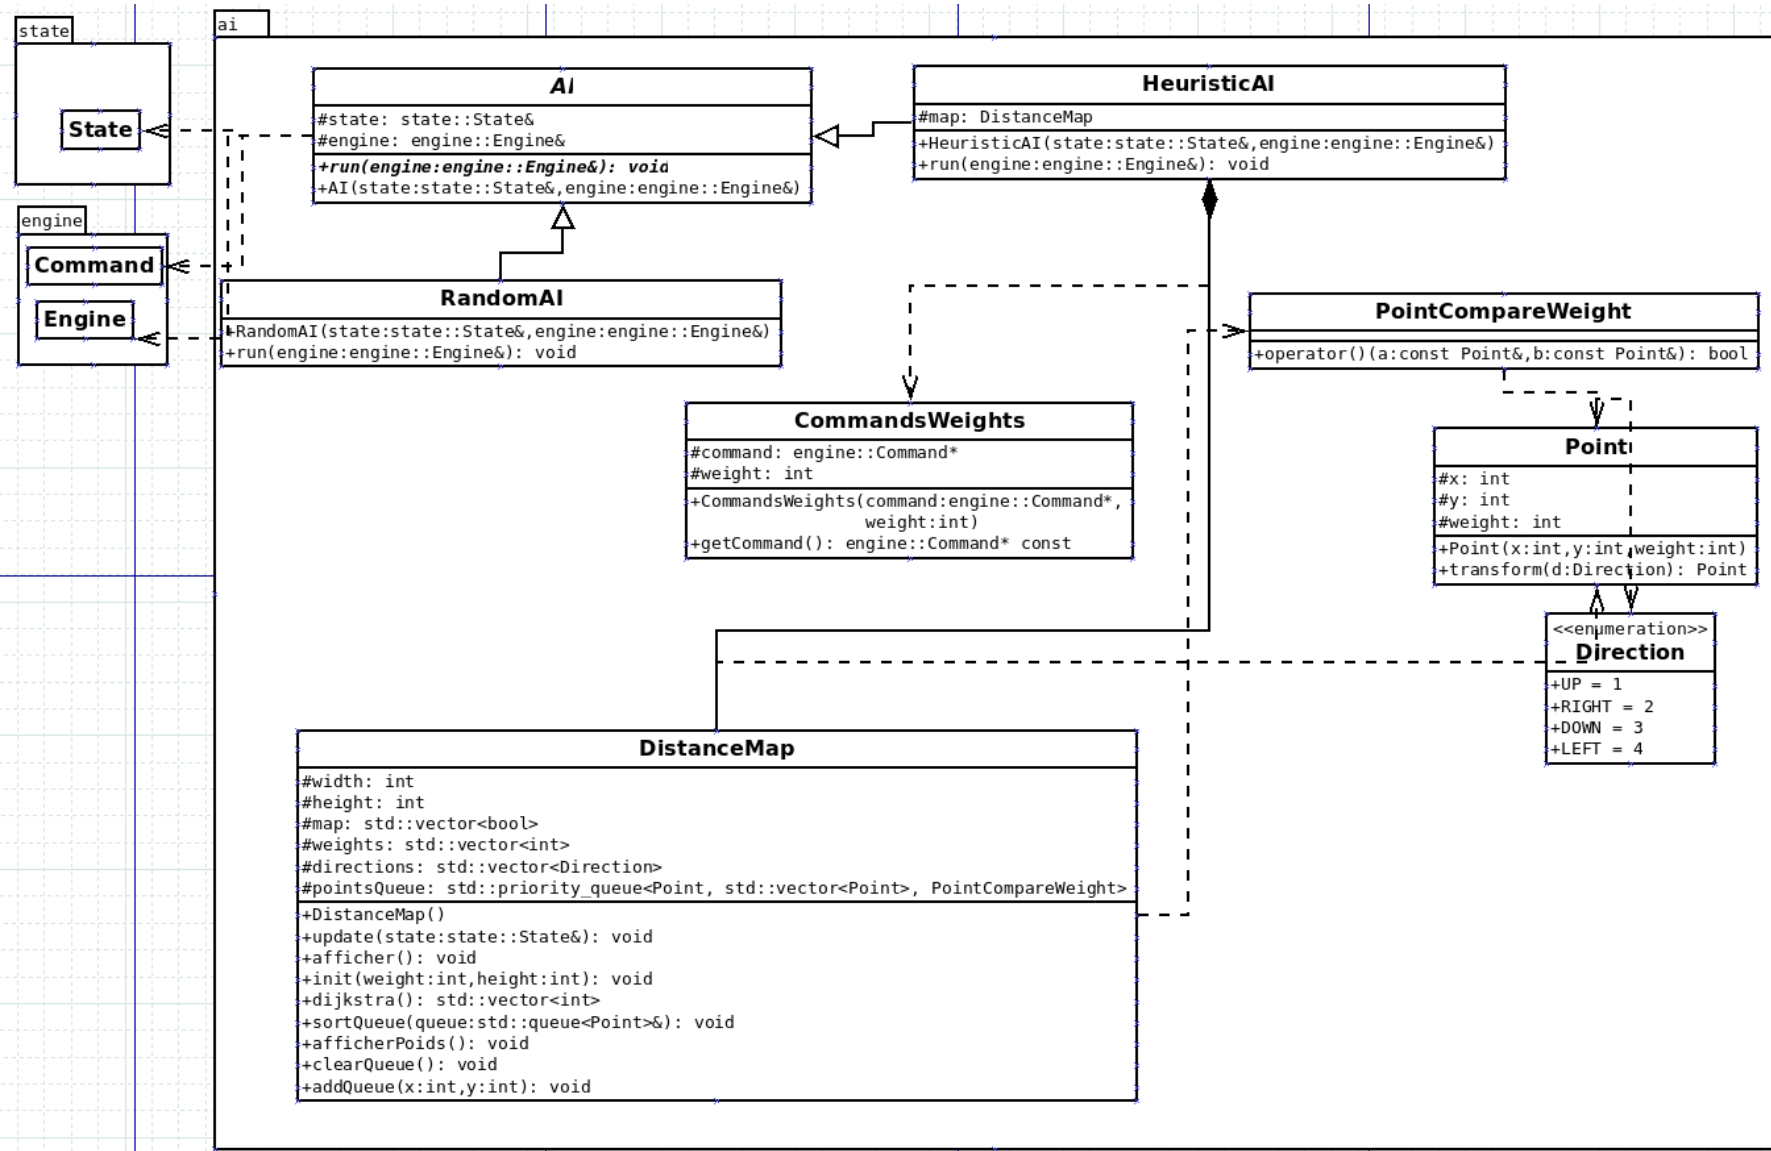 state
State
engine
Command
Engine
ai
AI
#state: state::State&
#engine: engine::Engine&
+run(engine:engine::Engine&): void
+AI(state:state::State&,engine:engine::Engine&)
HeuristicAI
#map: DistanceMap
+HeuristicAI(state:state::State&,engine:engine::Engine&)
+run(engine:engine::Engine&): void
RandomAI
+RandomAI(state:state::State&,engine:engine::Engine&)
+run(engine:engine::Engine&): void
PointCompareWeight
+operator()(a:const Point&,b:const Point&): bool
CommandsWeights
#command: engine::Command*
#weight: int
+CommandsWeights(command:engine::Command*,
weight:int)
+getCommand(): engine::Command* const
Point
#x: int
#y: int
#weight: int
+Point(x:int,y:int,weight:int)
+transform(d:Direction): Point
<<enumeration>>
Direction
+UP = 1
+RIGHT = 2
+DOWN = 3
+LEFT = 4
DistanceMap
#width: int
#height: int
#map: std::vector<bool>
#weights: std::vector<int>
#directions: std::vector<Direction>
#pointsQueue: std::priority_queue<Point, std::vector<Point>, PointCompareWeight>
+DistanceMap()
+update(state:state::State&): void
+afficher(): void
+init(weight:int,height:int): void
+dijkstra(): std::vector<int>
+sortQueue(queue:std::queue<Point>&): void
+afficherPoids(): void
+clearQueue(): void
+addQueue(x:int,y:int): void